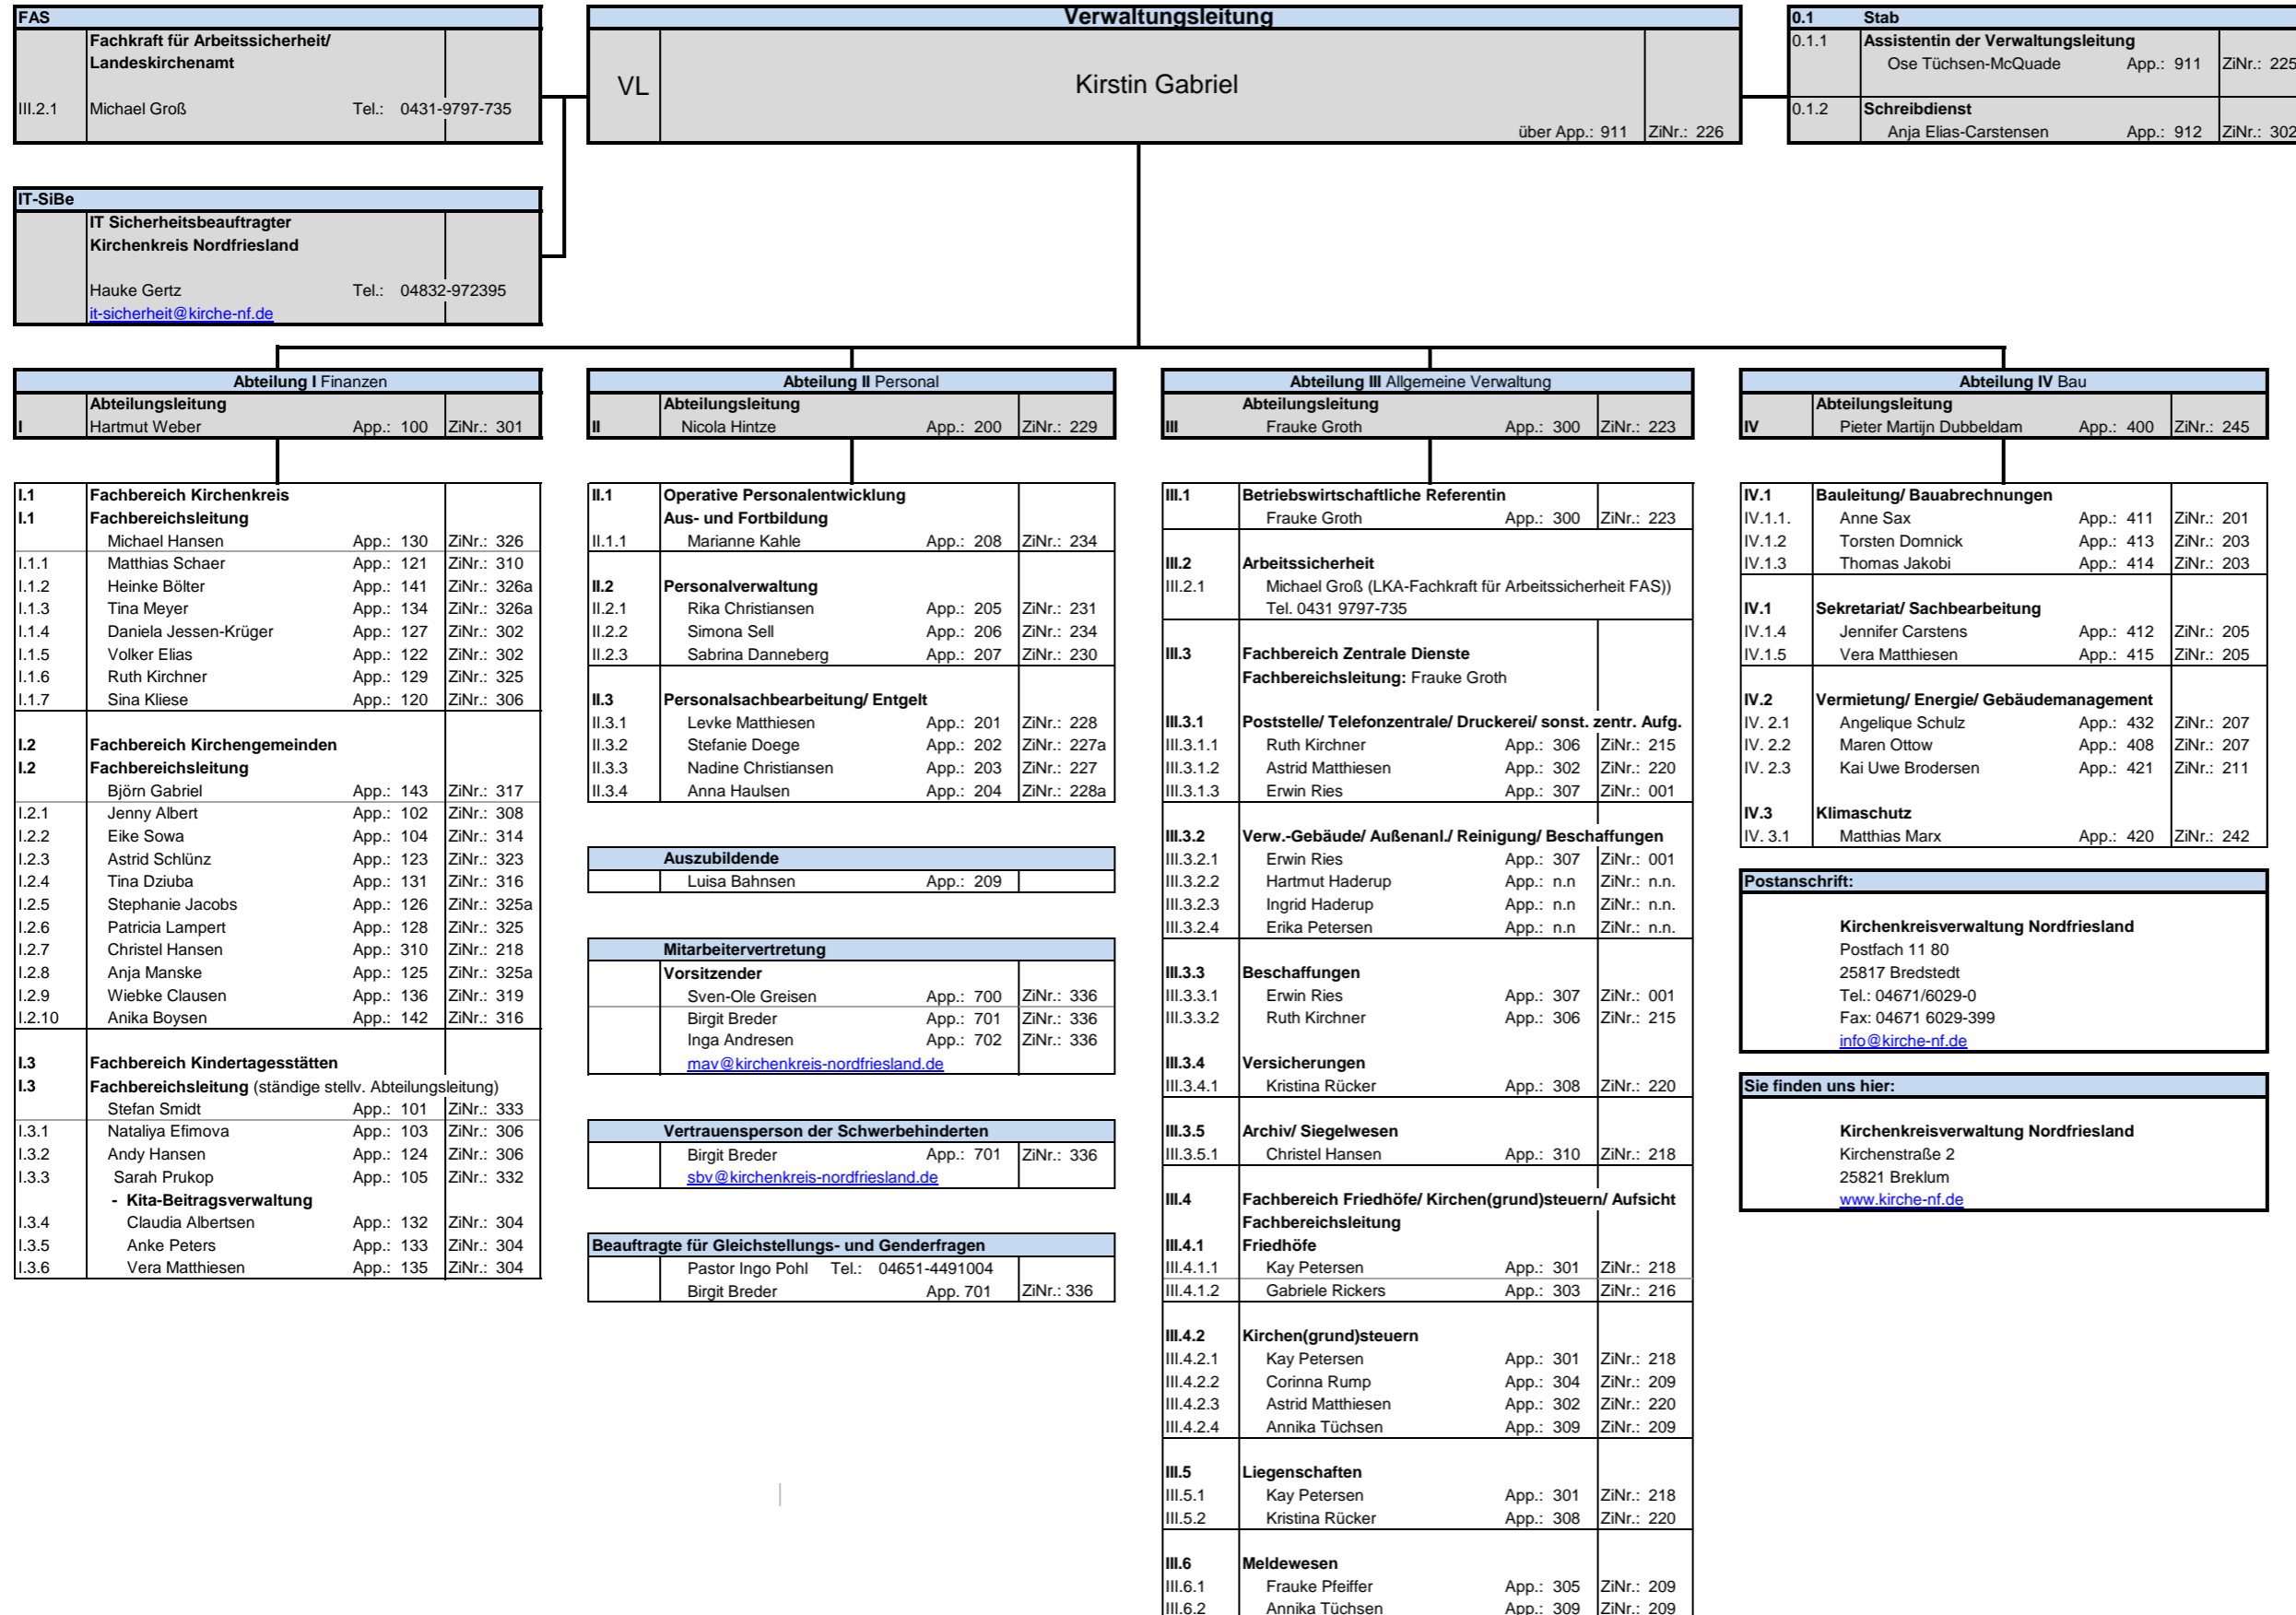 FAS
Fachkraft für Arbeitssicherheit/
Landeskirchenamt
III.2.1 Michael Groß Tel.: 0431-9797-735
Verwaltungsleitung
VL Kirstin Gabriel
über App.: 911 ZiNr.: 226
0.1 Stab
0.1.1 Assistentin der Verwaltungsleitung
Ose Tüchsen-McQuade App.: 911 ZiNr.: 225
0.1.2 Schreibdienst
Anja Elias-Carstensen App.: 912 ZiNr.: 302
IT-SiBe
IT Sicherheitsbeauftragter
Kirchenkreis Nordfriesland
Hauke Gertz Tel.: 04832-972395
it-sicherheit@kirche-nf.de
Abteilung I Finanzen
Abteilungsleitung
I Hartmut Weber App.: 100 ZiNr.: 301
I.1 Fachbereich Kirchenkreis
I.1 Fachbereichsleitung
Michael Hansen App.: 130 ZiNr.: 326
I.1.1 Matthias Schaer App.: 121 ZiNr.: 310
I.1.2 Heinke Bölter App.: 141 ZiNr.: 326a
I.1.3 Tina Meyer App.: 134 ZiNr.: 326a
I.1.4 Daniela Jessen-Krüger App.: 127 ZiNr.: 302
I.1.5 Volker Elias App.: 122 ZiNr.: 302
I.1.6 Ruth Kirchner App.: 129 ZiNr.: 325
I.1.7 Sina Kliese App.: 120 ZiNr.: 306
I.2 Fachbereich Kirchengemeinden
I.2 Fachbereichsleitung
Björn Gabriel App.: 143 ZiNr.: 317
I.2.1 Jenny Albert App.: 102 ZiNr.: 308
I.2.2 Eike Sowa App.: 104 ZiNr.: 314
I.2.3 Astrid Schlünz App.: 123 ZiNr.: 323
I.2.4 Tina Dziuba App.: 131 ZiNr.: 316
I.2.5 Stephanie Jacobs App.: 126 ZiNr.: 325a
I.2.6 Patricia Lampert App.: 128 ZiNr.: 325
I.2.7 Christel Hansen App.: 310 ZiNr.: 218
I.2.8 Anja Manske App.: 125 ZiNr.: 325a
I.2.9 Wiebke Clausen App.: 136 ZiNr.: 319
I.2.10 Anika Boysen App.: 142 ZiNr.: 316
I.3 Fachbereich Kindertagesstätten
I.3 Fachbereichsleitung (ständige stellv. Abteilungsleitung)
Stefan Smidt App.: 101 ZiNr.: 333
I.3.1 Nataliya Efimova App.: 103 ZiNr.: 306
I.3.2 Andy Hansen App.: 124 ZiNr.: 306
I.3.3 Sarah Prukop App.: 105 ZiNr.: 332
- Kita-Beitragsverwaltung
I.3.4 Claudia Albertsen App.: 132 ZiNr.: 304
I.3.5 Anke Peters App.: 133 ZiNr.: 304
I.3.6 Vera Matthiesen App.: 135 ZiNr.: 304
Abteilung II Personal
Abteilungsleitung
II Nicola Hintze App.: 200 ZiNr.: 229
II.1 Operative Personalentwicklung
Aus- und Fortbildung
II.1.1 Marianne Kahle App.: 208 ZiNr.: 234
II.2 Personalverwaltung
II.2.1 Rika Christiansen App.: 205 ZiNr.: 231
II.2.2 Simona Sell App.: 206 ZiNr.: 234
II.2.3 Sabrina Danneberg App.: 207 ZiNr.: 230
II.3 Personalsachbearbeitung/ Entgelt
II.3.1 Levke Matthiesen App.: 201 ZiNr.: 228
II.3.2 Stefanie Doege App.: 202 ZiNr.: 227a
II.3.3 Nadine Christiansen App.: 203 ZiNr.: 227
II.3.4 Anna Haulsen App.: 204 ZiNr.: 228a
Auszubildende
Luisa Bahnsen App.: 209
Mitarbeitervertretung
Vorsitzender
Sven-Ole Greisen App.: 700 ZiNr.: 336
Birgit Breder App.: 701 ZiNr.: 336
Inga Andresen App.: 702 ZiNr.: 336
mav@kirchenkreis-nordfriesland.de
Vertrauensperson der Schwerbehinderten
Birgit Breder App.: 701 ZiNr.: 336
sbv@kirchenkreis-nordfriesland.de
Beauftragte für Gleichstellungs- und Genderfragen
Pastor Ingo Pohl Tel.: 04651-4491004
Birgit Breder App. 701 ZiNr.: 336
Abteilung III Allgemeine Verwaltung
Abteilungsleitung
III Frauke Groth App.: 300 ZiNr.: 223
III.1 Betriebswirtschaftliche Referentin
Frauke Groth App.: 300 ZiNr.: 223
III.2 Arbeitssicherheit
III.2.1 Michael Groß (LKA-Fachkraft für Arbeitssicherheit FAS))
Tel. 0431 9797-735
III.3 Fachbereich Zentrale Dienste
Fachbereichsleitung: Frauke Groth
III.3.1 Poststelle/ Telefonzentrale/ Druckerei/ sonst. zentr. Aufg.
III.3.1.1 Ruth Kirchner App.: 306 ZiNr.: 215
III.3.1.2 Astrid Matthiesen App.: 302 ZiNr.: 220
III.3.1.3 Erwin Ries App.: 307 ZiNr.: 001
III.3.2 Verw.-Gebäude/ Außenanl./ Reinigung/ Beschaffungen
III.3.2.1 Erwin Ries App.: 307 ZiNr.: 001
III.3.2.2 Hartmut Haderup App.: n.n ZiNr.: n.n.
III.3.2.3 Ingrid Haderup App.: n.n ZiNr.: n.n.
III.3.2.4 Erika Petersen App.: n.n ZiNr.: n.n.
III.3.3 Beschaffungen
III.3.3.1 Erwin Ries App.: 307 ZiNr.: 001
III.3.3.2 Ruth Kirchner App.: 306 ZiNr.: 215
III.3.4 Versicherungen
III.3.4.1 Kristina Rücker App.: 308 ZiNr.: 220
III.3.5 Archiv/ Siegelwesen
III.3.5.1 Christel Hansen App.: 310 ZiNr.: 218
III.4 Fachbereich Friedhöfe/ Kirchen(grund)steuern/ Aufsicht
Fachbereichsleitung
III.4.1 Friedhöfe
III.4.1.1 Kay Petersen App.: 301 ZiNr.: 218
III.4.1.2 Gabriele Rickers App.: 303 ZiNr.: 216
III.4.2 Kirchen(grund)steuern
III.4.2.1 Kay Petersen App.: 301 ZiNr.: 218
III.4.2.2 Corinna Rump App.: 304 ZiNr.: 209
III.4.2.3 Astrid Matthiesen App.: 302 ZiNr.: 220
III.4.2.4 Annika Tüchsen App.: 309 ZiNr.: 209
III.5 Liegenschaften
III.5.1 Kay Petersen App.: 301 ZiNr.: 218
III.5.2 Kristina Rücker App.: 308 ZiNr.: 220
III.6 Meldewesen
III.6.1 Frauke Pfeiffer App.: 305 ZiNr.: 209
III.6.2 Annika Tüchsen App.: 309 ZiNr.: 209
Abteilung IV Bau
Abteilungsleitung
IV Pieter Martijn Dubbeldam App.: 400 ZiNr.: 245
IV.1 Bauleitung/ Bauabrechnungen
IV.1.1. Anne Sax App.: 411 ZiNr.: 201
IV.1.2 Torsten Domnick App.: 413 ZiNr.: 203
IV.1.3 Thomas Jakobi App.: 414 ZiNr.: 203
IV.1 Sekretariat/ Sachbearbeitung
IV.1.4 Jennifer Carstens App.: 412 ZiNr.: 205
IV.1.5 Vera Matthiesen App.: 415 ZiNr.: 205
IV.2 Vermietung/ Energie/ Gebäudemanagement
IV. 2.1 Angelique Schulz App.: 432 ZiNr.: 207
IV. 2.2 Maren Ottow App.: 408 ZiNr.: 207
IV. 2.3 Kai Uwe Brodersen App.: 421 ZiNr.: 211
IV.3 Klimaschutz
IV. 3.1 Matthias Marx App.: 420 ZiNr.: 242
Postanschrift:
Kirchenkreisverwaltung Nordfriesland
Postfach 11 80
25817 Bredstedt
Tel.: 04671/6029-0
Fax: 04671 6029-399
info@kirche-nf.de
Sie finden uns hier:
Kirchenkreisverwaltung Nordfriesland
Kirchenstraße 2
25821 Breklum
www.kirche-nf.de